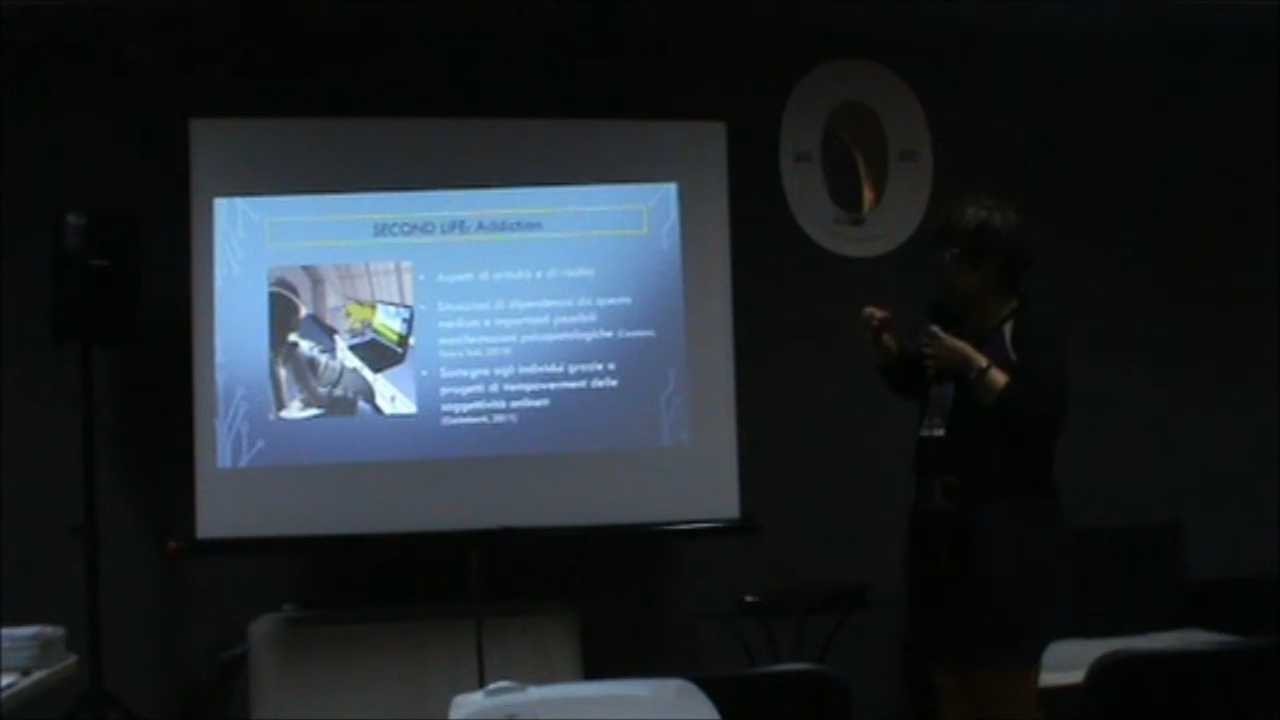 SECOND LIFE: Addiction
Aspetti di criticità e di rischio
Situazioni di dipendenza da questo
medium e importanti possibili
manifestazioni psicopatologiche
Sostegno agli individui grazie a
progetti di empowerment delle
soggettività online